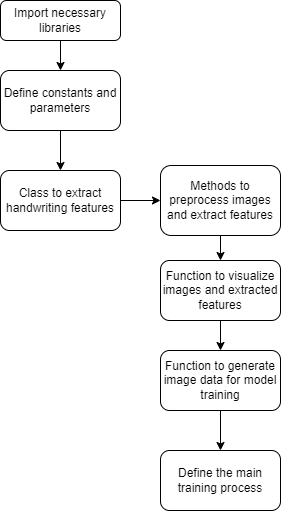 Import necessary
libraries
Define constants and
parameters
Class to extract
handwriting features
Methods to
preprocess images
and extract features
Function to visualize
images and extracted
features
Function to generate
image data for model
training
Define the main
training process